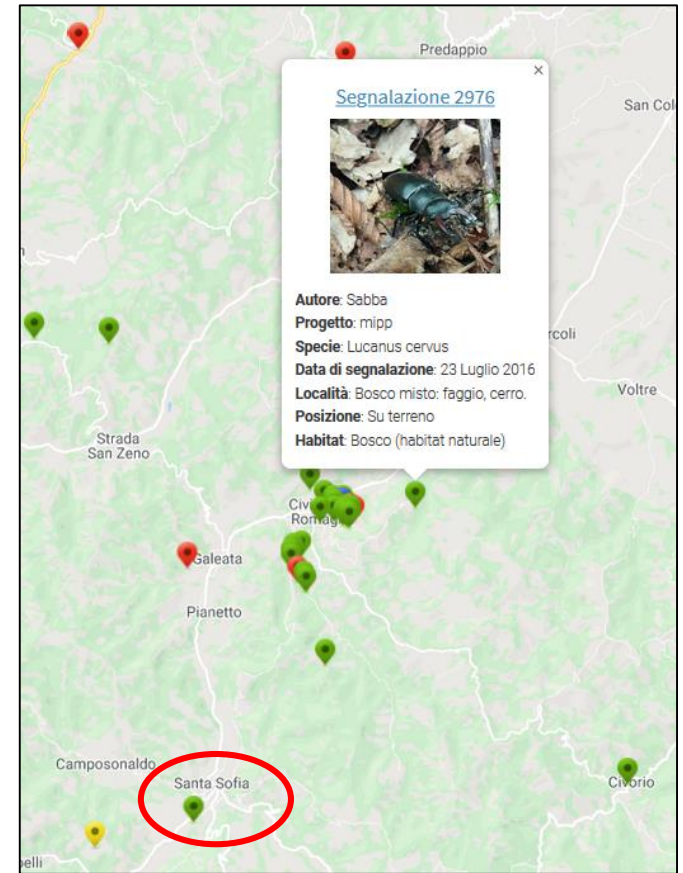 Predappio
×
Segnalazione 2976
San Col
Autore: Sabba
Progetto: mipp
Specie: Lucanus cervus
Data di segnalazione: 23 Luglio 2016
Località: Bosco misto: faggio, cerro.
Posizione: Su terreno
Habitat: Bosco (habitat naturale)
rcoli
Voltre
Strada
San Zeno
Civi
Romag
Galeata
Pianetto
Camposonaldo
Santa Sofia
Civorio
elli